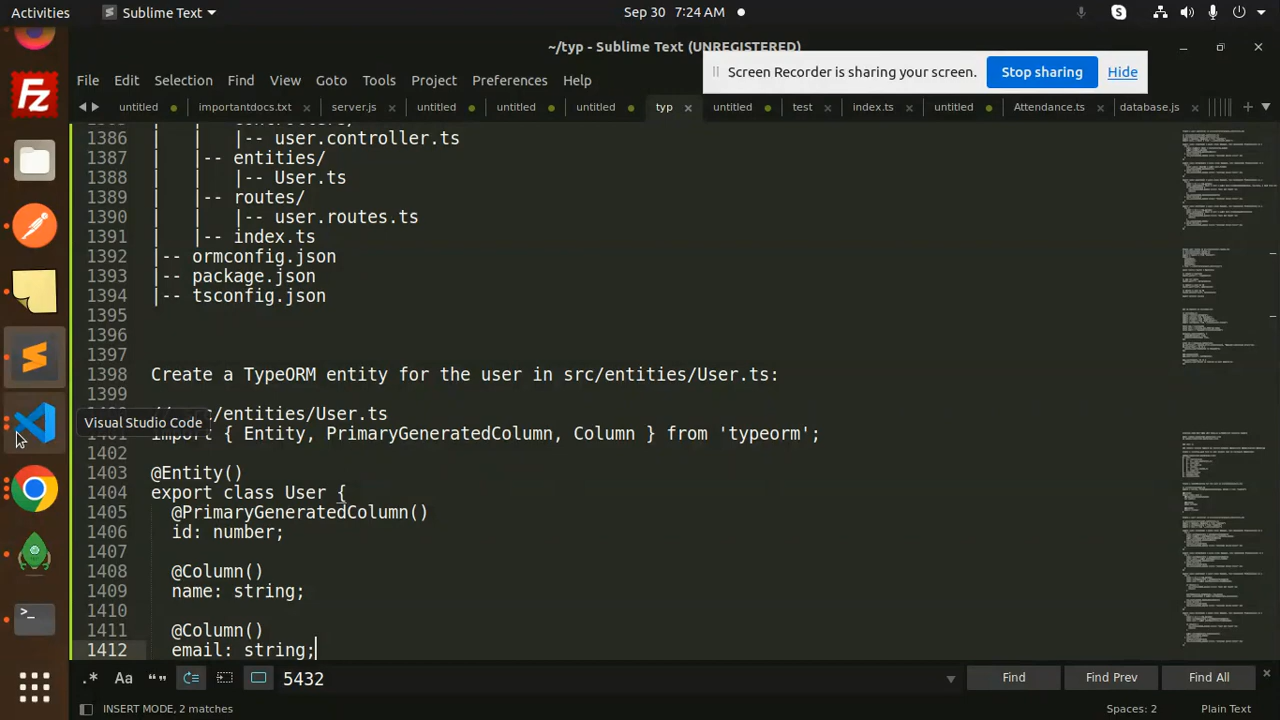 Activities
Sublime Text
Sep 30 7:24 AM
~/typ - Sublime Text (UNREGISTERED)
Screen Recorder is sharing your screen.
Stop sharing
Hide
File Edit Selection Find View Goto Tools Project Preferences Help
untitled importantdocs.txt server.js untitled untitled untitled typ untitled test index.ts untitled Attendance.ts database.js
1386 | | |-- user.controller.ts
1387 | |-- entities/
1388 | | |-- User.ts
1389 | |-- routes/
1390 | | |-- user.routes.ts
1391 | |-- index.ts
1392 |-- ormconfig.json
1393 |-- package.json
1394 |-- tsconfig.json
1395
1396
1397
1398 Create a TypeORM entity for the user in src/entities/User.ts:
1399
/entities/User.ts
Visual Studio Code
import { Entity, PrimaryGeneratedColumn, Column } from 'typeorm';
1402
1403 @Entity()
1404 export class User {
1405 @PrimaryGeneratedColumn()
1406 id: number;
1407
1408 @Column()
1409 name: string;
1410
1411 @Column()
1412 email: string;
.* Aa “” 5432 Find Find Prev Find All
INSERT MODE, 2 matches
Spaces: 2
Plain Text